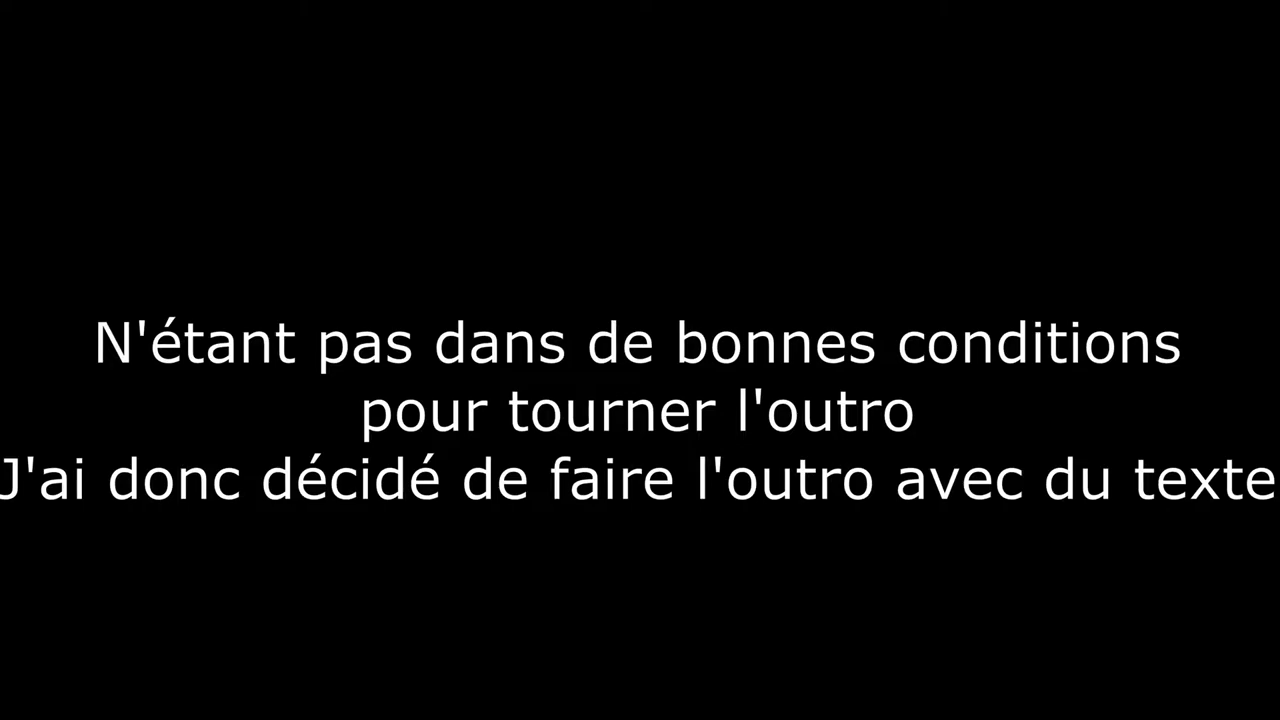 N'étant pas dans de bonnes conditions
pour tourner l'outro
J'ai donc décidé de faire l'outro avec du texte